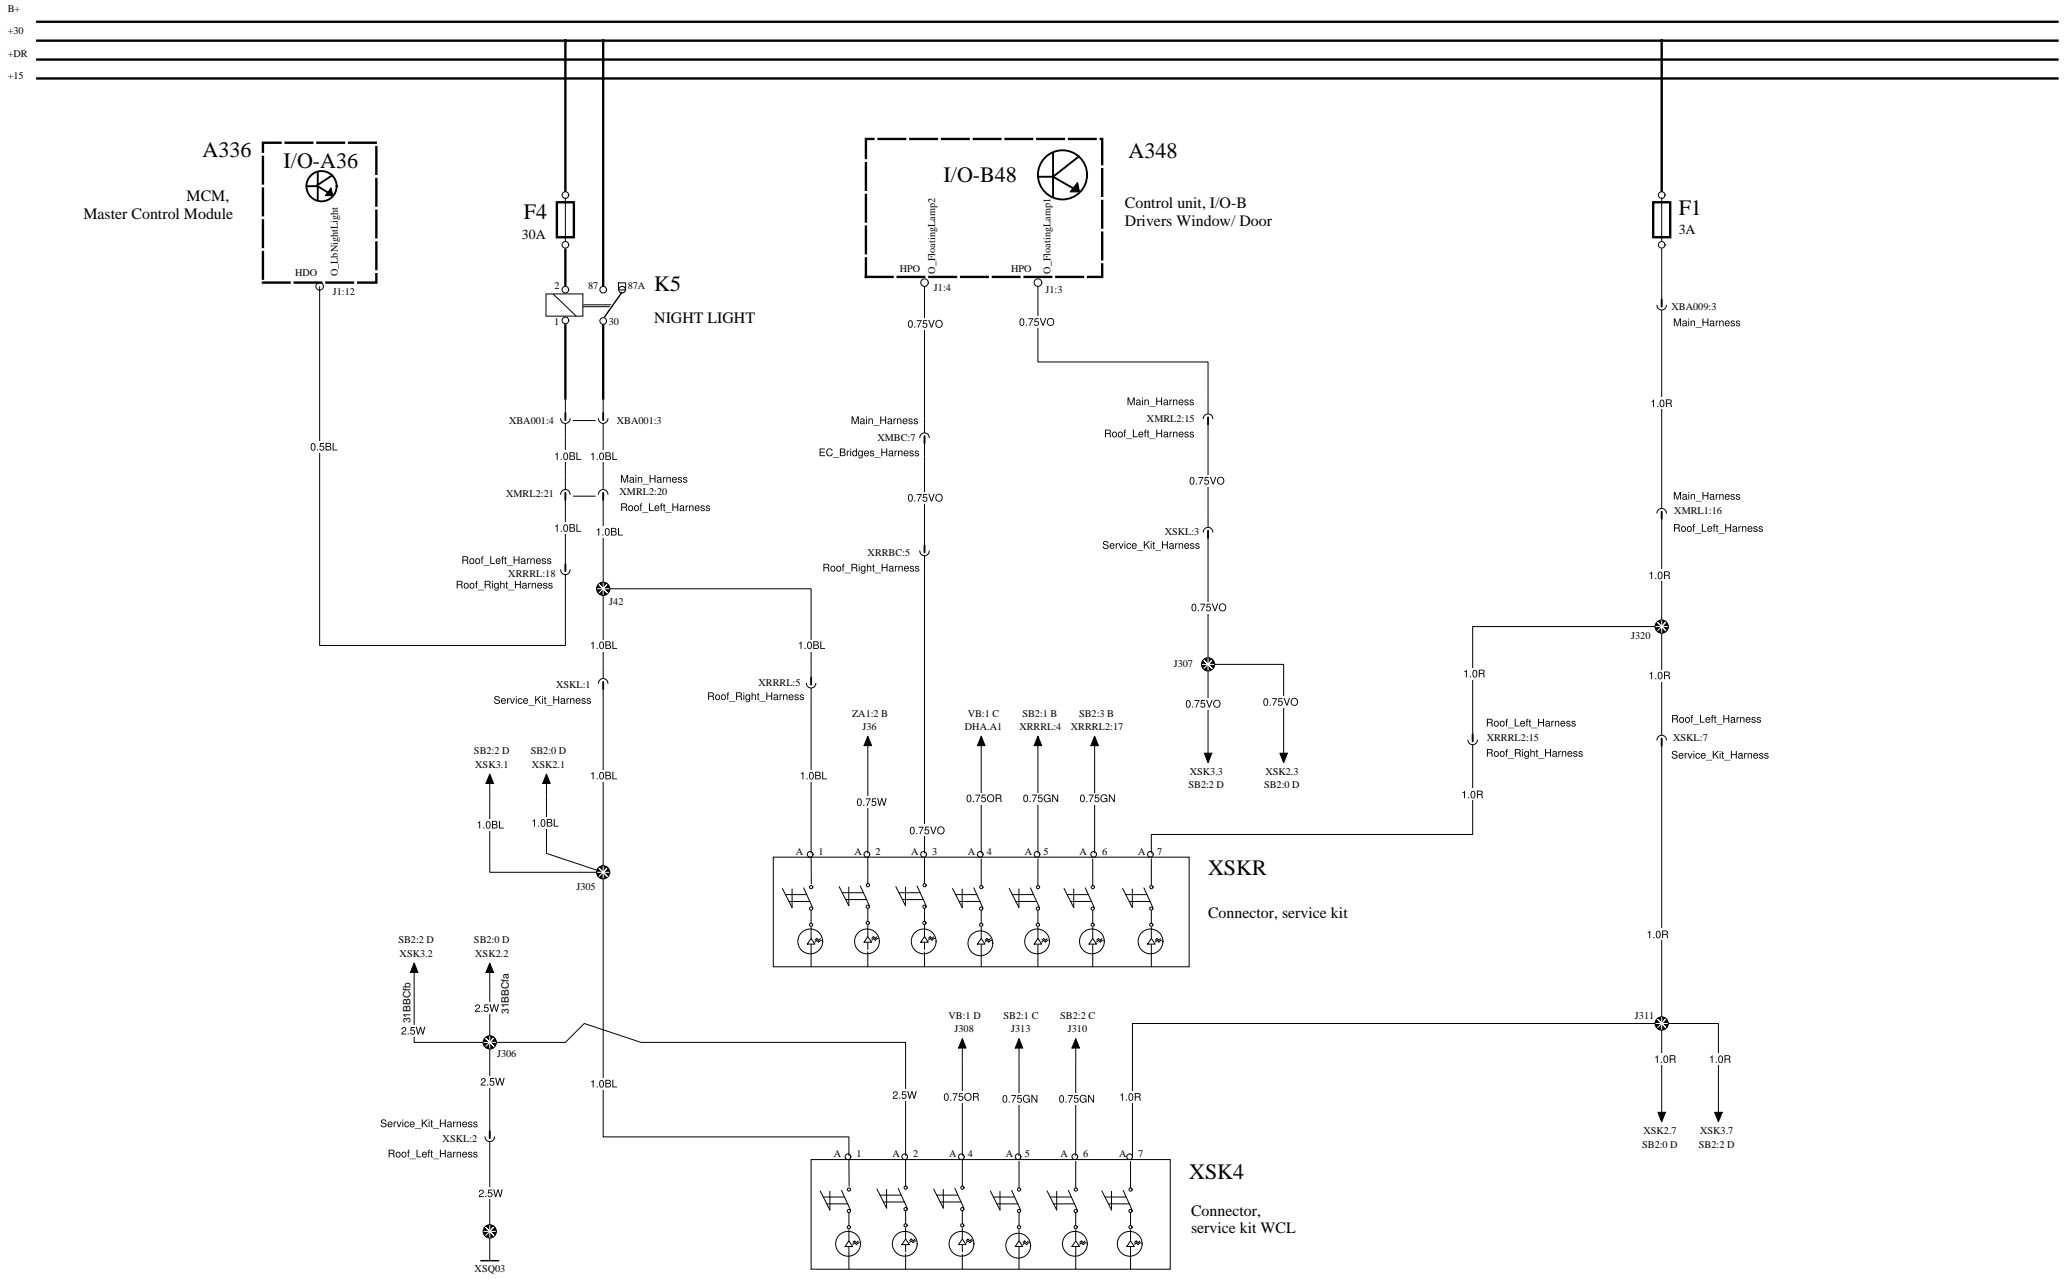 B+
+30
+DR
+15
A336
I/O-A36
MCM,
Master Control Module
O_LbNightLight
HDO
J1:12
F4
30A
2
87
87A
K5
1
30
NIGHT LIGHT
A348
I/O-B48
Control unit, I/O-B
Drivers Window/ Door
O_FloatingLamp2
O_FloatingLamp1
HPO
HPO
J1:4
J1:3
F1
3A
XBA009:3
Main_Harness
0.75VO
0.75VO
1.0R
XBA001:4
XBA001:3
0.5BL
1.0BL
1.0BL
Main_Harness
XMBC:7
EC_Bridges_Harness
Main_Harness
XMRL2:15
Roof_Left_Harness
Main_Harness
XMRL2:21
XMRL2:20
Roof_Left_Harness
1.0BL
1.0BL
0.75VO
0.75VO
Main_Harness
XMRL1:16
Roof_Left_Harness
XSKL:3
Service_Kit_Harness
Roof_Left_Harness
XRRRL:18
Roof_Right_Harness
XRRBC:5
Roof_Right_Harness
1.0R
J42
0.75VO
J320
1.0BL
1.0BL
J307
1.0R
1.0R
XSKL:1
Service_Kit_Harness
XRRRL:5
Roof_Right_Harness
0.75VO
0.75VO
ZA1:2 B
J36
VB:1 C
DHA.A1
SB2:1 B
XRRRL:4
SB2:3 B
XRRRL2:17
Roof_Left_Harness
XRRRL2:15
Roof_Right_Harness
Roof_Left_Harness
XSKL:7
Service_Kit_Harness
SB2:2 D
XSK3.1
SB2:0 D
XSK2.1
XSK3.3
SB2:2 D
XSK2.3
SB2:0 D
1.0BL
1.0BL
0.75W
0.75OR
0.75GN
0.75GN
1.0R
1.0BL
1.0BL
0.75VO
A 1
A 2
A 3
A 4
A 5
A 6
A 7
XSKR
Connector, service kit
J305
1.0R
SB2:2 D
XSK3.2
SB2:0 D
XSK2.2
31BBCfb
31BBCfa
2.5W
2.5W
J306
VB:1 D
J308
SB2:1 C
J313
SB2:2 C
J310
J311
1.0R
1.0R
2.5W
1.0BL
2.5W
0.75OR
0.75GN
0.75GN
1.0R
Service_Kit_Harness
XSKL:2
Roof_Left_Harness
XSK2.7
SB2:0 D
XSK3.7
SB2:2 D
A 1
A 2
A 4
A 5
A 6
A 7
XSK4
Connector,
service kit WCL
2.5W
XSQ03